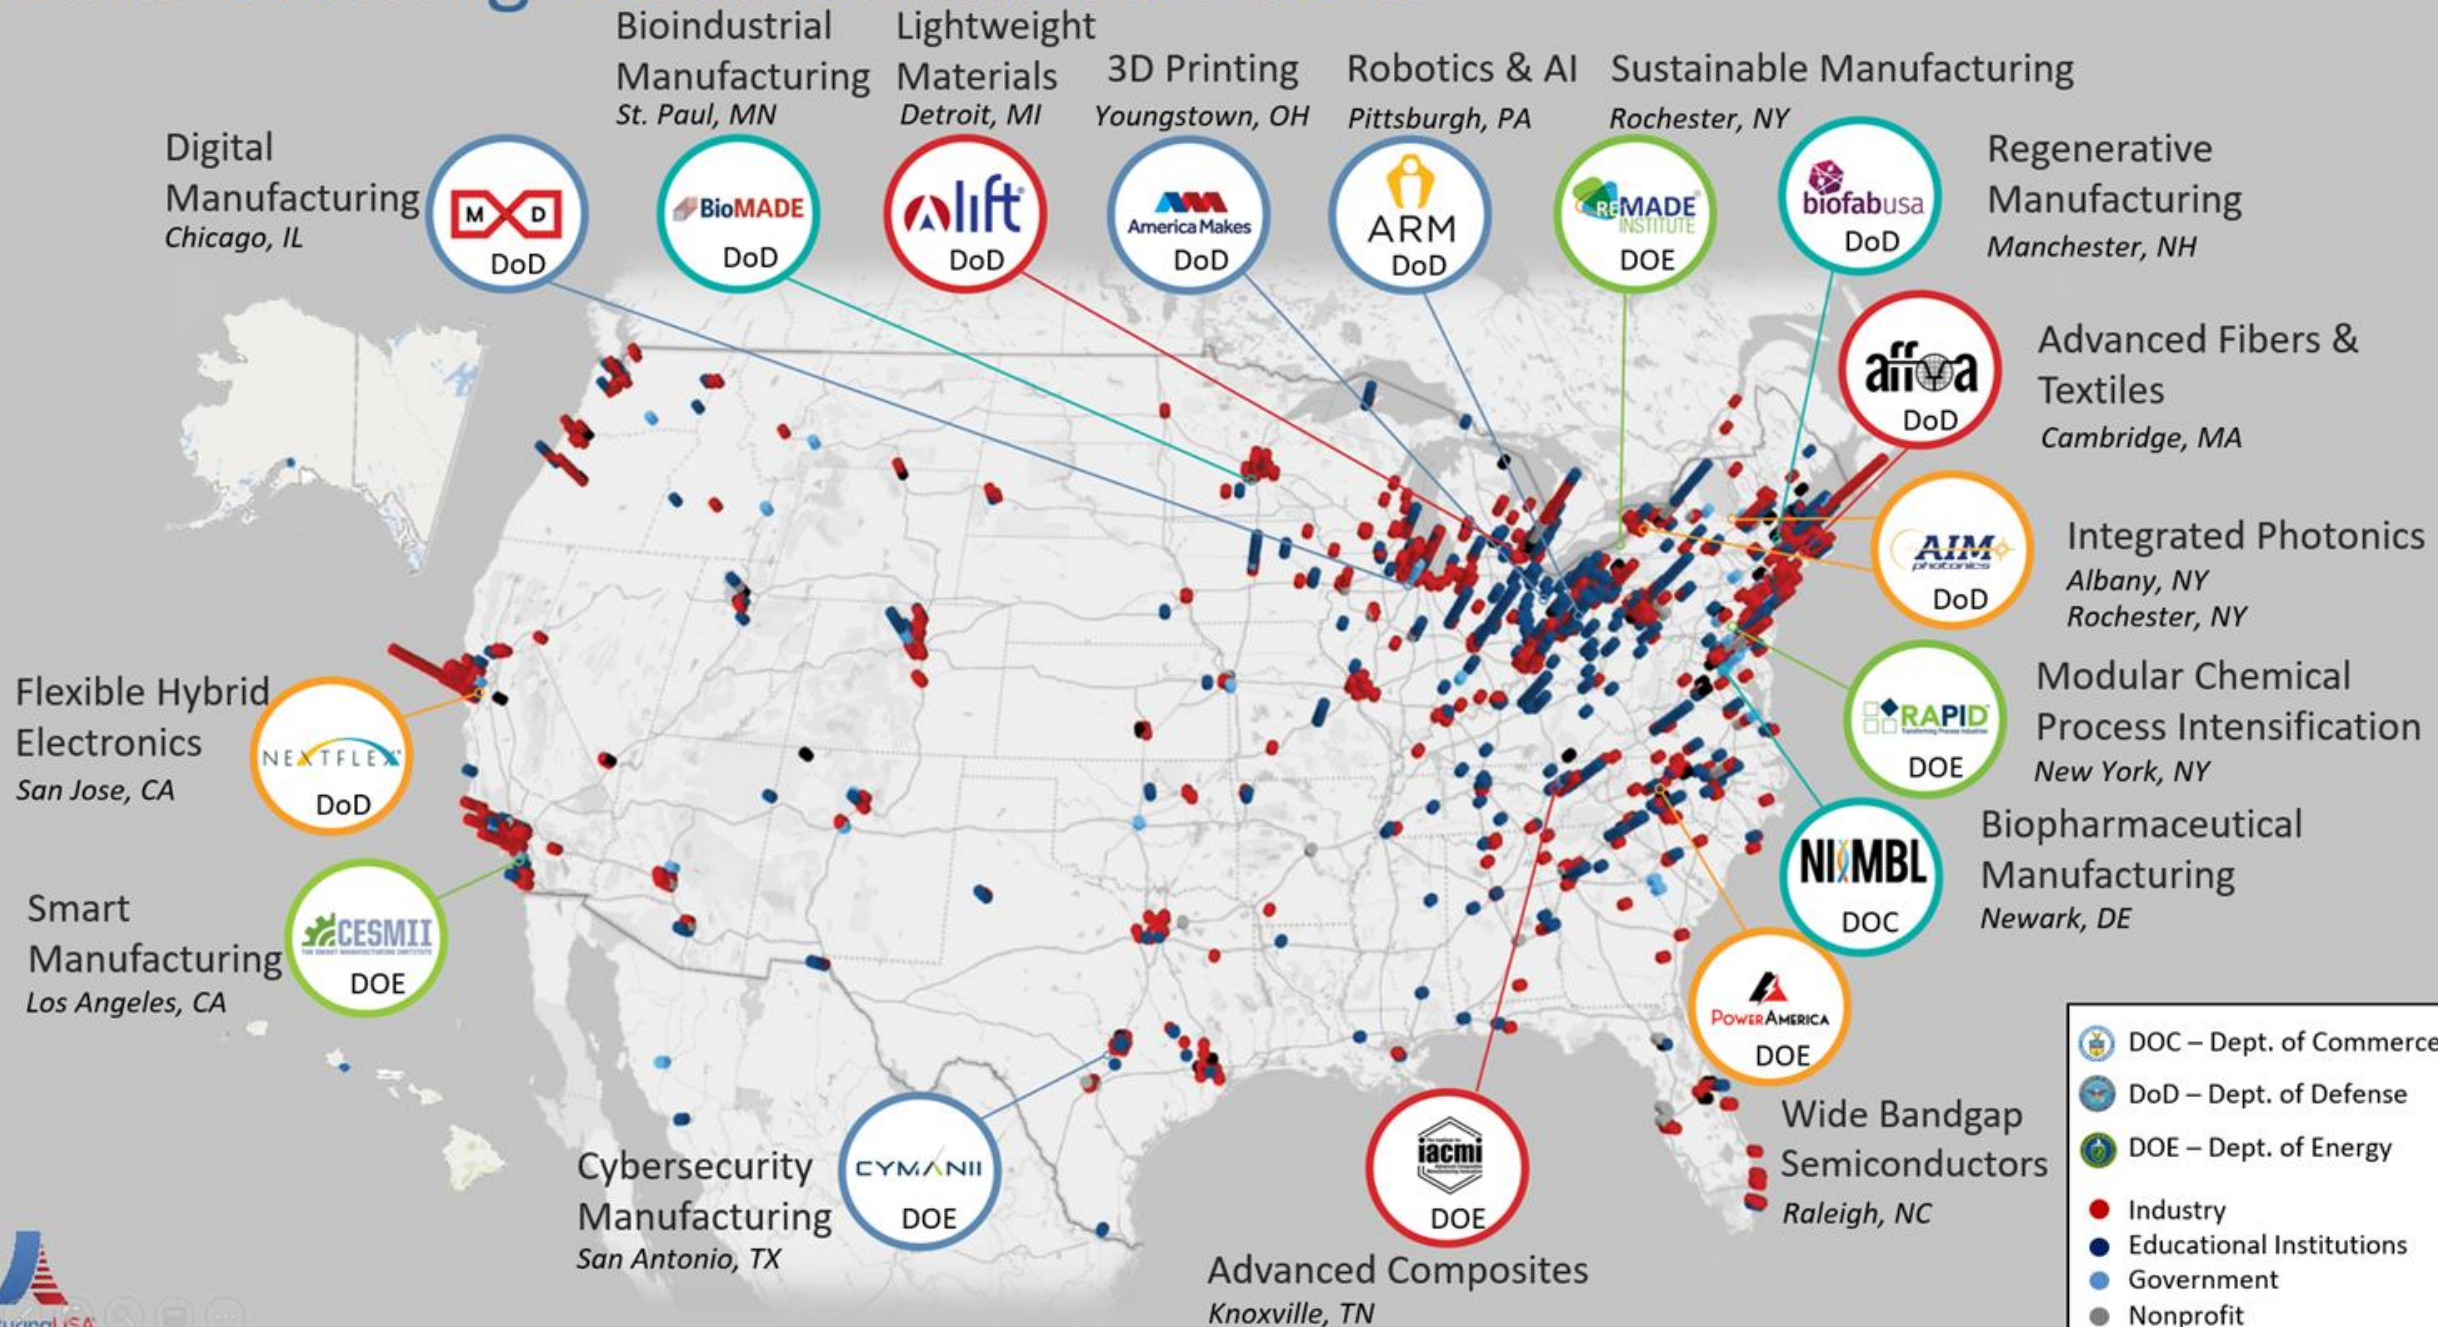 Bioindustrial
Manufacturing
St. Paul, MN
Lightweight
Materials
Detroit, MI
3D Printing
Youngstown, OH
Robotics & AI
Pittsburgh, PA
Sustainable Manufacturing
Rochester, NY
Digital
Manufacturing
Chicago, IL
M D
DoD
BioMADE
DoD
lift
DoD
America Makes
DoD
ARM
DoD
REMADE
INSTITUTE
DOE
biofabusa
DoD
Regenerative
Manufacturing
Manchester, NH
affoa
DoD
Advanced Fibers &
Textiles
Cambridge, MA
AIM
photonics
DoD
Integrated Photonics
Albany, NY
Rochester, NY
Flexible Hybrid
Electronics
San Jose, CA
NEXTFLEX
DoD
RAPID
DOE
Modular Chemical
Process Intensification
New York, NY
Smart
Manufacturing
Los Angeles, CA
CESMII
THE SMART MANUFACTURING INSTITUTE
DOE
NIIMBL
DOC
Biopharmaceutical
Manufacturing
Newark, DE
POWERAMERICA
DOE
Wide Bandgap
Semiconductors
Raleigh, NC
Cybersecurity
Manufacturing
San Antonio, TX
CYMANII
DOE
iacmi
DOE
Advanced Composites
Knoxville, TN
DOC – Dept. of Commerce
DoD – Dept. of Defense
DOE – Dept. of Energy
Industry
Educational Institutions
Government
Nonprofit